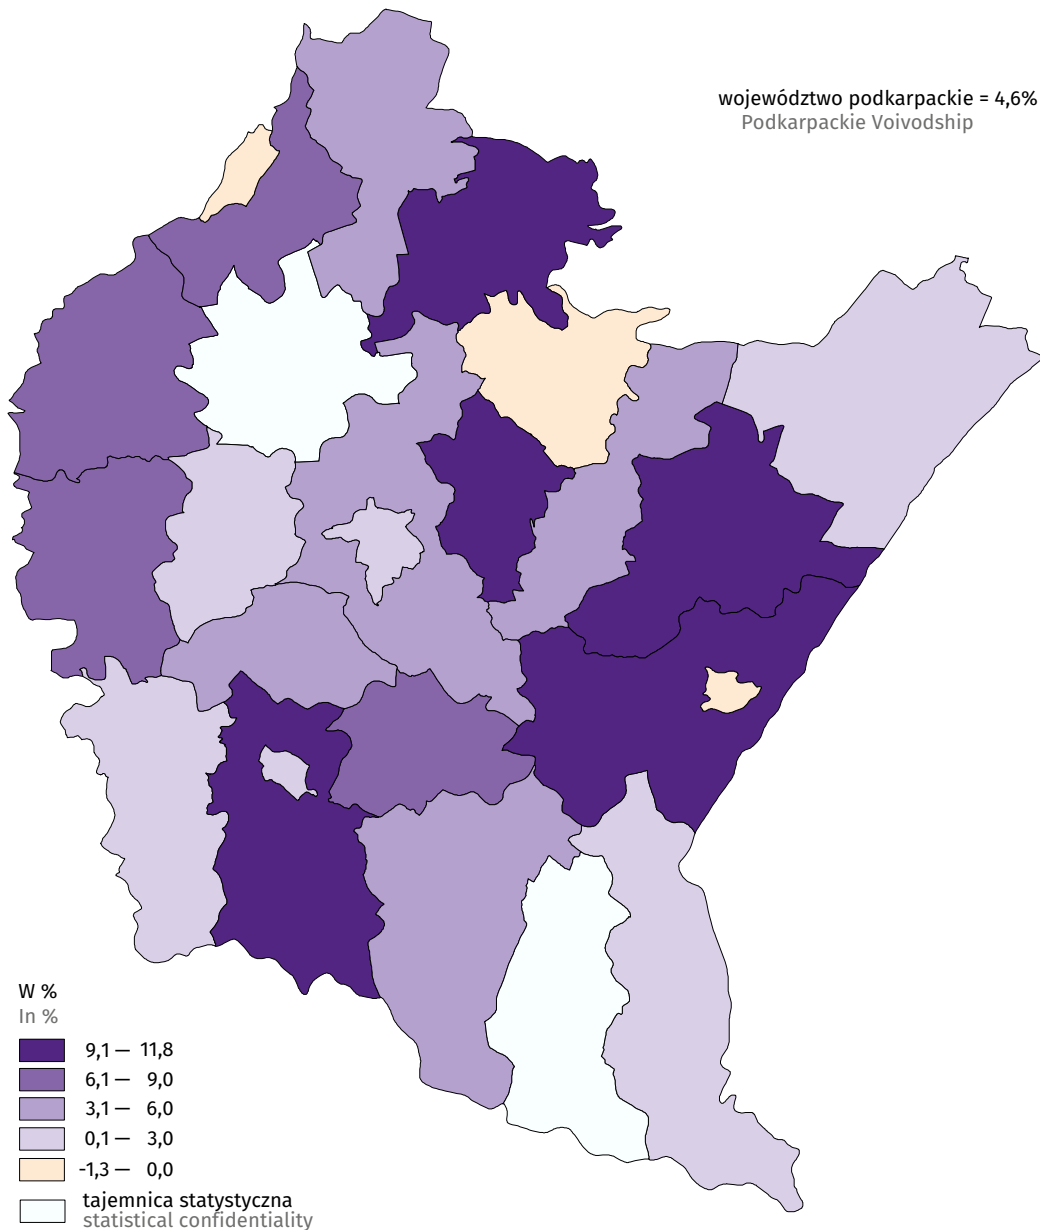 województwo podkarpackie = 4,6%
Podkarpackie Voivodship
W %
In %
9,1 — 11,8
6,1 — 9,0
3,1 — 6,0
0,1 — 3,0
-1,3 — 0,0
tajemnica statystyczna
statistical confidentiality